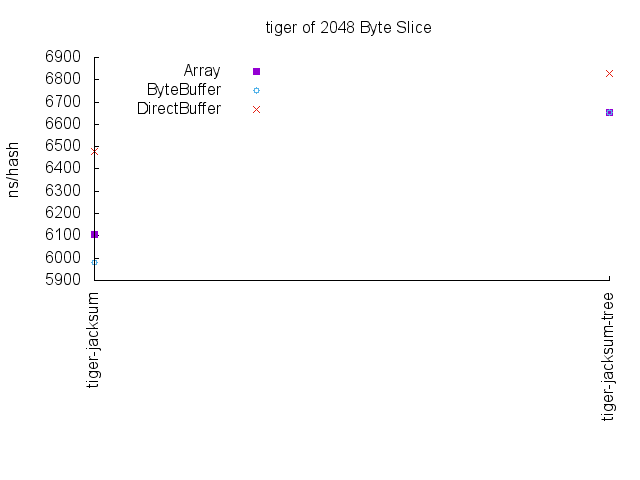 tiger of 2048 Byte Slice
6900
6800
6700
6600
6500
6400
6300
6200
6100
6000
5900
ns/hash
Array
ByteBuffer
DirectBuffer
tiger-jacksum
tiger-jacksum-tree